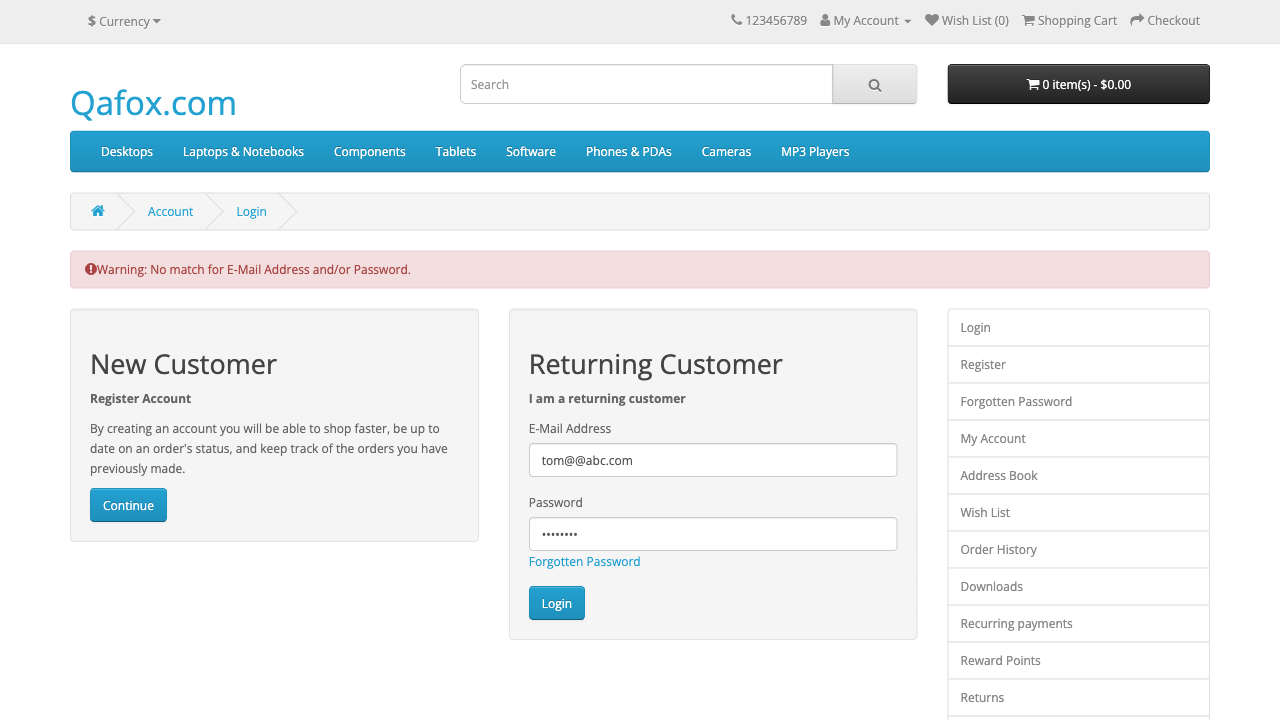 $ Currency
123456789 My Account Wish List (0) Shopping Cart Checkout
Qafox.com
Search
0 item(s) - $0.00
Desktops Laptops & Notebooks Components Tablets Software Phones & PDAs Cameras MP3 Players
Account Login
Warning: No match for E-Mail Address and/or Password.
New Customer
Register Account
By creating an account you will be able to shop faster, be up to
date on an order's status, and keep track of the orders you have
previously made.
Continue
Returning Customer
I am a returning customer
E-Mail Address
tom@@abc.com
Password
••••••••
Forgotten Password
Login
Login
Register
Forgotten Password
My Account
Address Book
Wish List
Order History
Downloads
Recurring payments
Reward Points
Returns